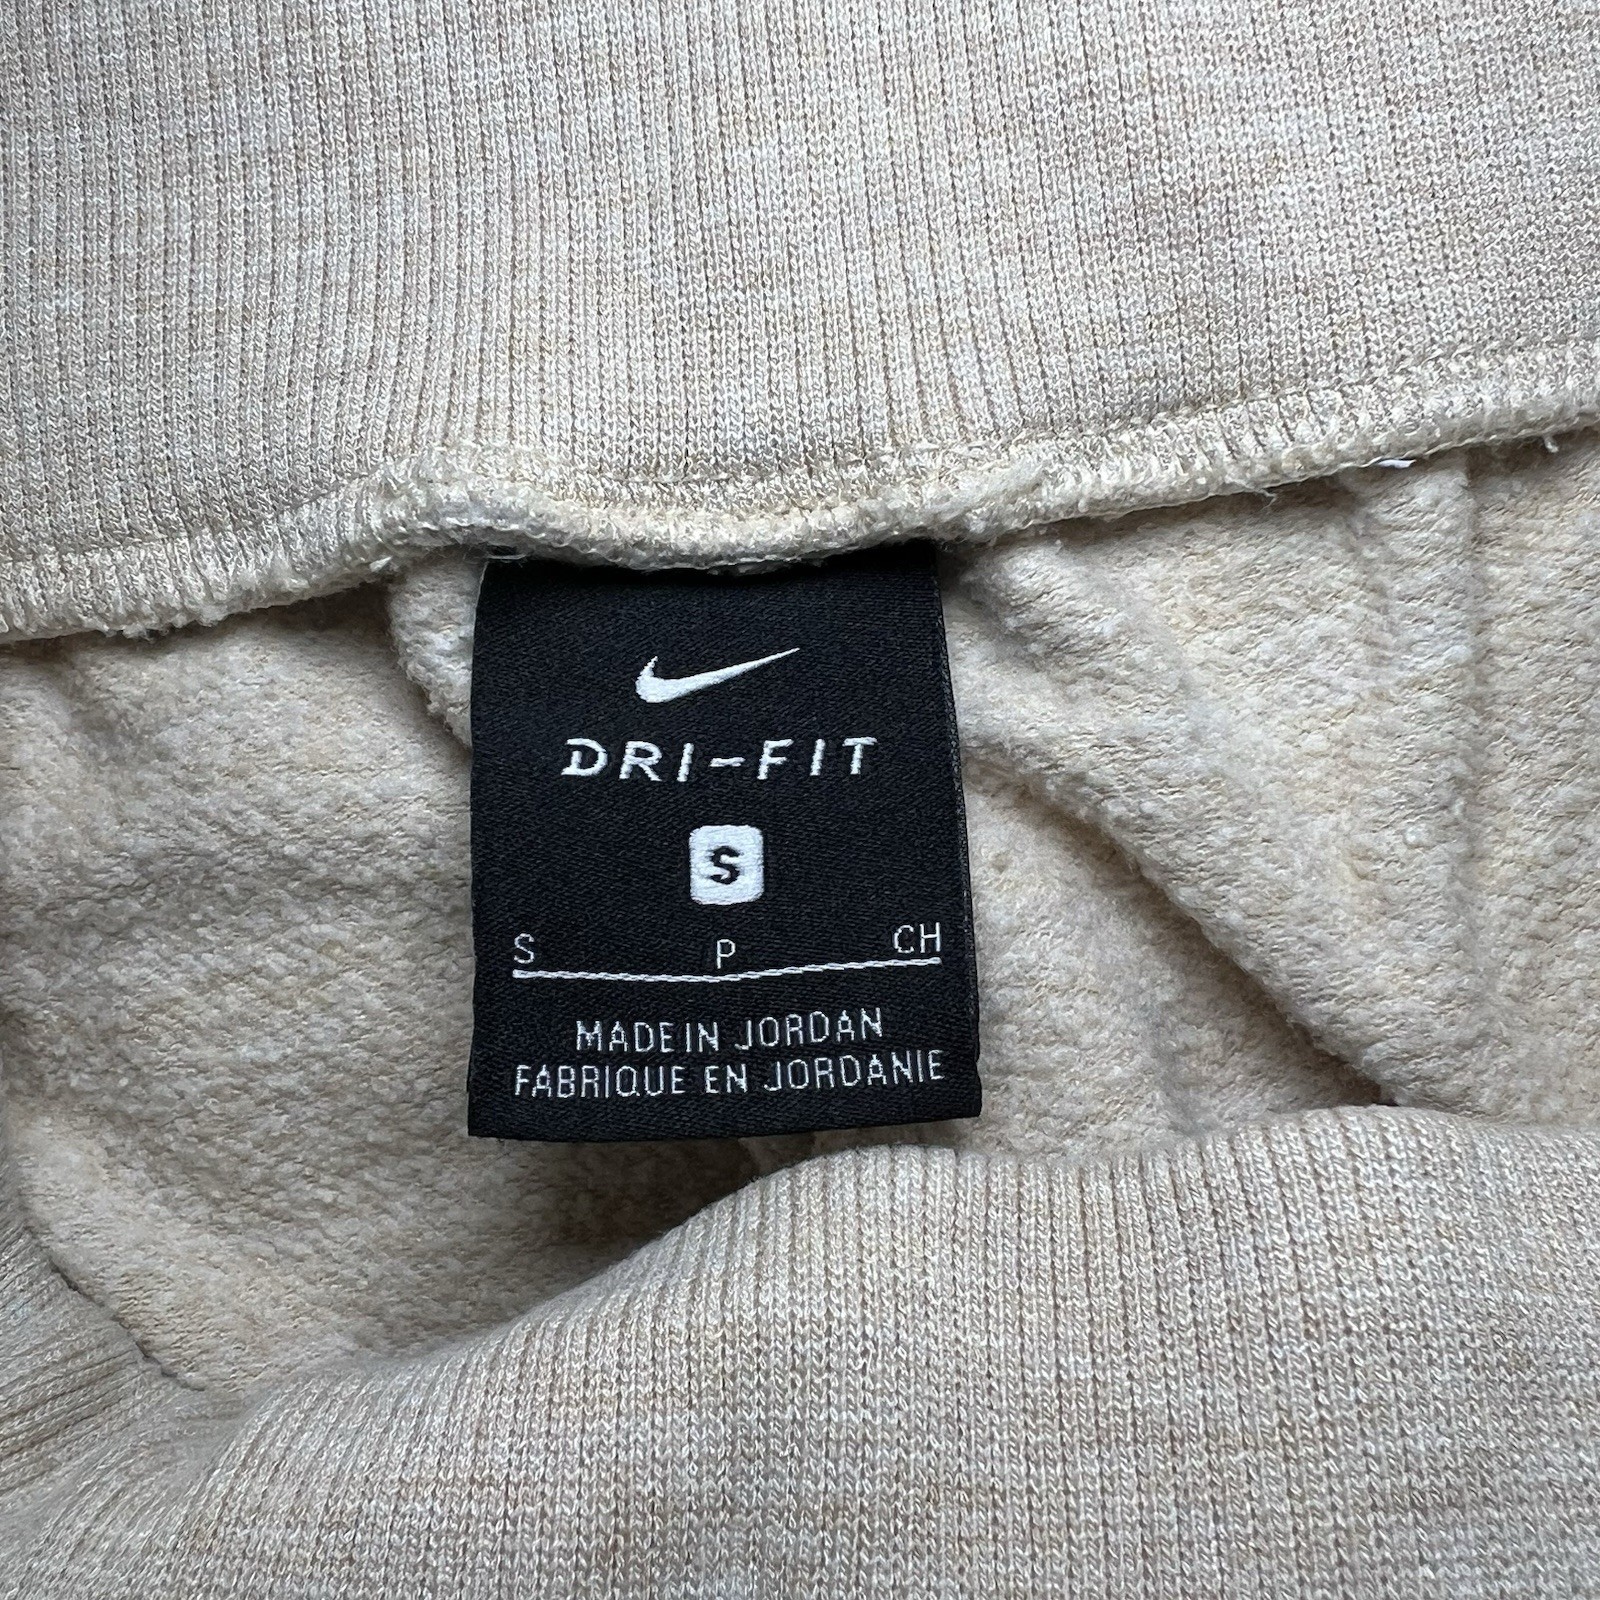 DRI-FIT
S
S P CH
MADE IN JORDAN
FABRIQUE EN JORDANIE